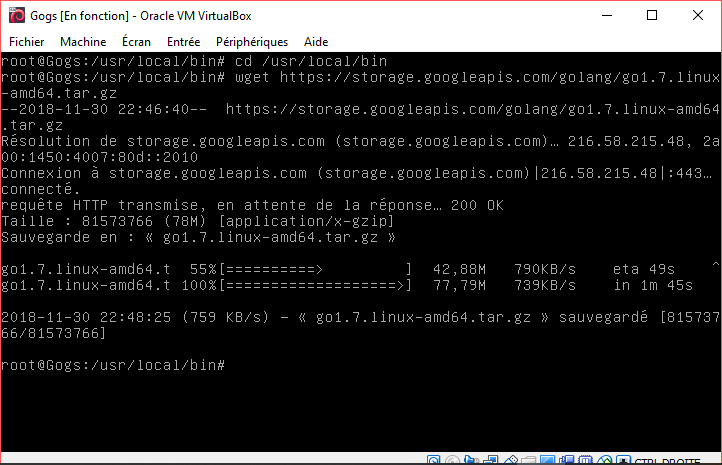 Gogs [En fonction] - Oracle VM VirtualBox
Fichier Machine Écran Entrée Périphériques Aide
root@Gogs:/usr/local/bin# cd /usr/local/bin
root@Gogs:/usr/local/bin# wget https://storage.googleapis.com/golang/go1.7.linux
-amd64.tar.gz
--2018-11-30 22:46:40-- https://storage.googleapis.com/golang/go1.7.linux-amd64
.tar.gz
Résolution de storage.googleapis.com (storage.googleapis.com)… 216.58.215.48, 2a
00:1450:4007:80d::2010
Connexion à storage.googleapis.com (storage.googleapis.com)|216.58.215.48|:443…
connecté.
requête HTTP transmise, en attente de la réponse… 200 OK
Taille : 81573766 (78M) [application/x-gzip]
Sauvegarde en : « go1.7.linux-amd64.tar.gz »
go1.7.linux-amd64.t 55%[==========> ] 42,88M 790KB/s eta 49s ^
go1.7.linux-amd64.t 100%[===================>] 77,79M 739KB/s in 1m 45s
2018-11-30 22:48:25 (759 KB/s) – « go1.7.linux-amd64.tar.gz » sauvegardé [815737
66/81573766]
root@Gogs:/usr/local/bin#
CTRL DROITE